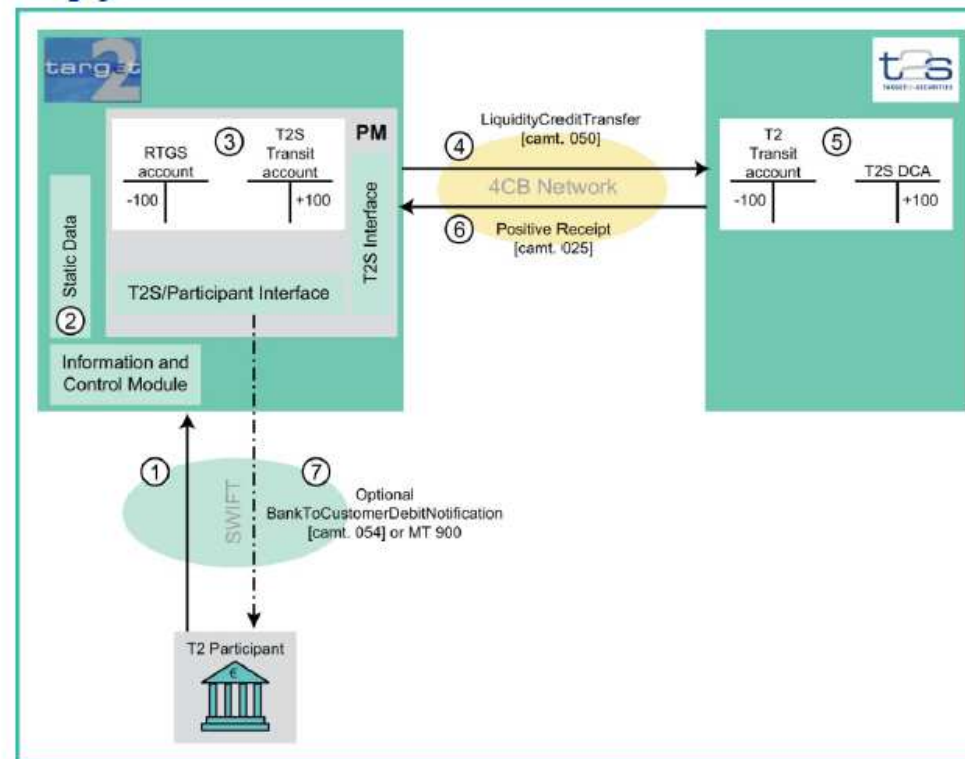 target
2
t2s
TARGET2-SECURITIES
PM
③
RTGS
account
-100
T2S
Transit
account
+100
T2S Interface
Static Data
②
T2S/Participant Interface
Information and
Control Module
LiquidityCreditTransfer
[camt. 050]
④
4CB Network
⑥
Positive Receipt
[camt. 025]
T2
Transit
account
-100
⑤
T2S DCA
+100
①
SWIFT
⑦
Optional
BankToCustomerDebitNotification
[camt. 054] or MT 900
T2 Participant
€